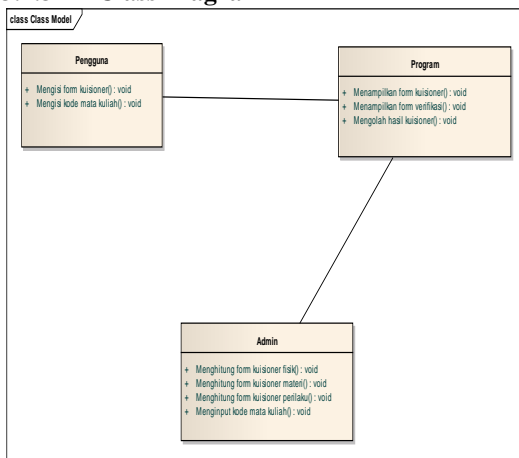 class Class Model
Pengguna
+ Mengisi form kuisioner() : void
+ Mengisi kode mata kuliah() : void
Program
+ Menampilkan form kuisioner() : void
+ Menampilkan form verifikasi() : void
+ Mengolah hasil kuisioner() : void
Admin
+ Menghitung form kuisioner fisik() : void
+ Menghitung form kuisioner materi() : void
+ Menghitung form kuisioner perilaku() : void
+ Menginput kode mata kuliah() : void